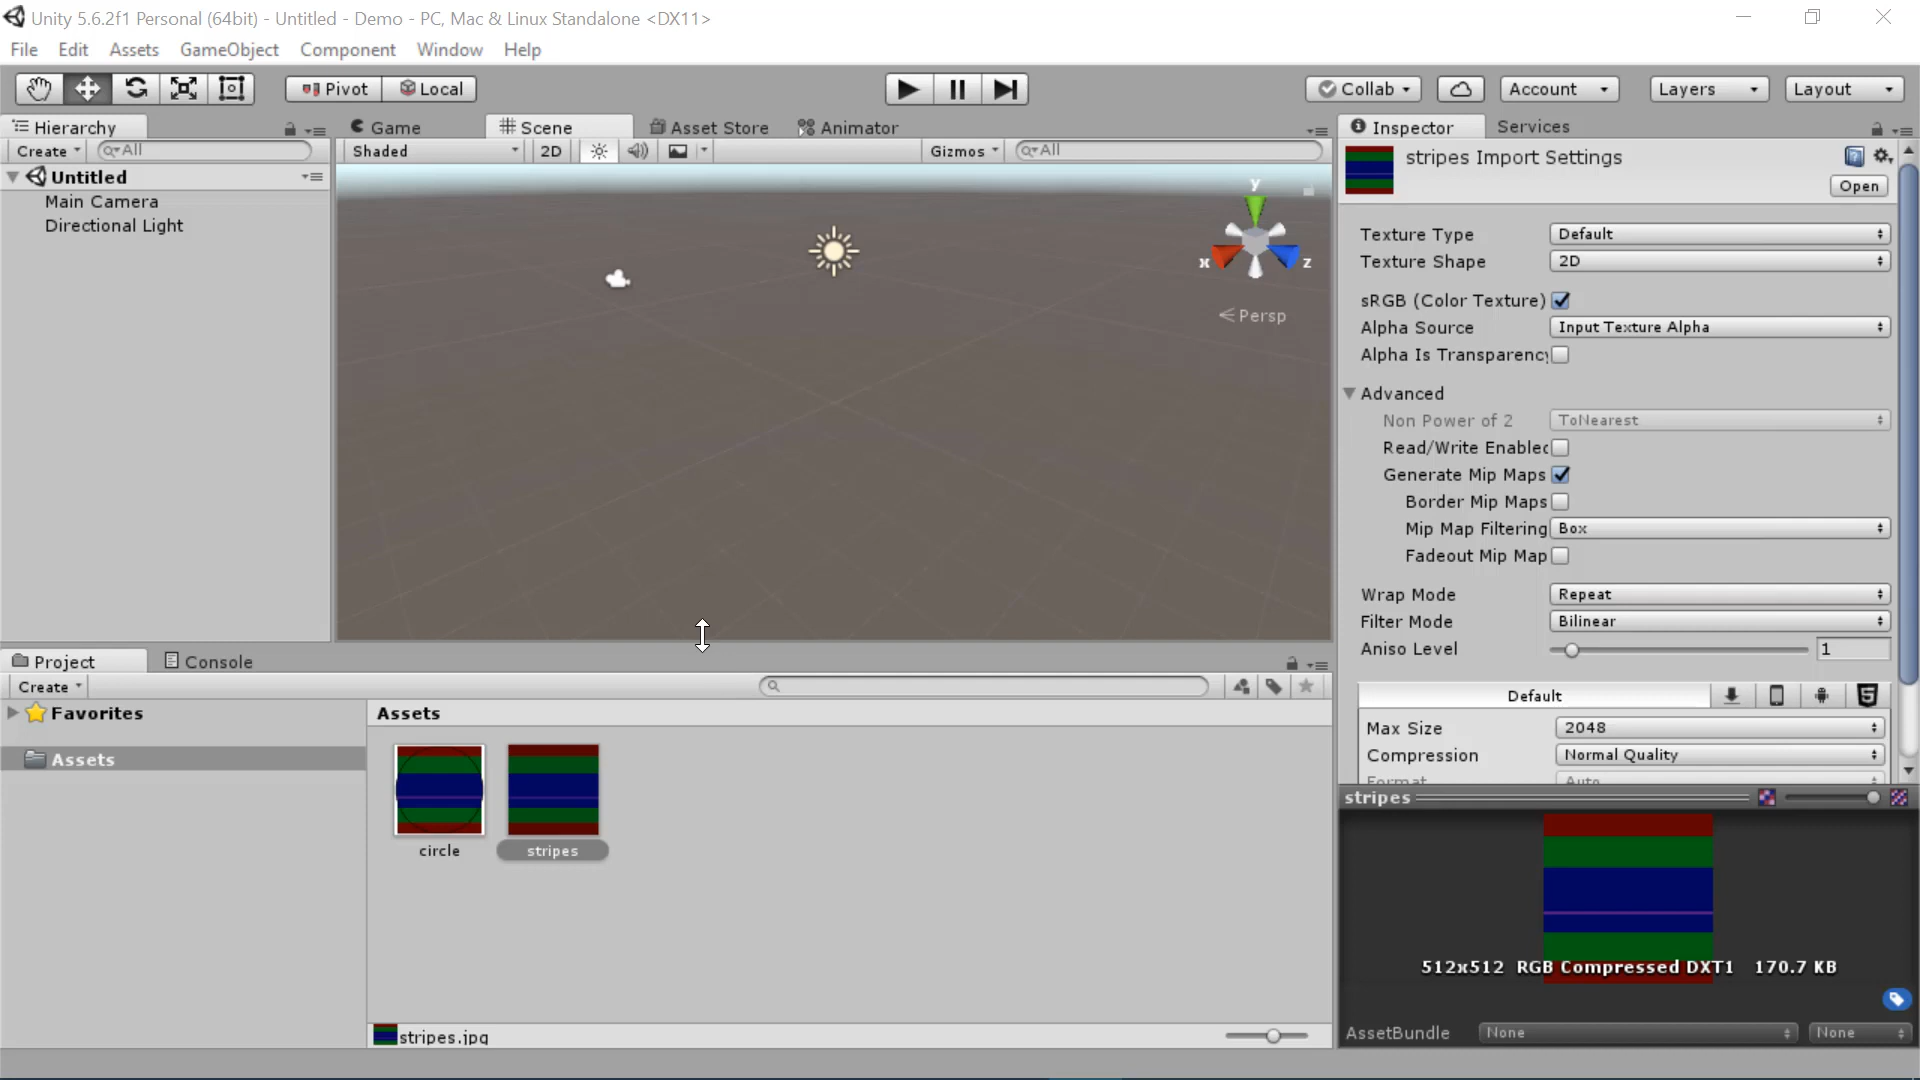 Unity 5.6.2f1 Personal (64bit) - Untitled - Demo - PC, Mac & Linux Standalone <DX11>
File Edit Assets GameObject Component Window Help
Pivot Local Collab Account Layers Layout
Hierarchy Game Scene Asset Store Animator Inspector Services
Create All Shaded 2D Gizmos All
stripes Import Settings
Open
Untitled
Main Camera
Directional Light
y
x z
Persp
Texture Type Default
Texture Shape 2D
sRGB (Color Texture)
Alpha Source Input Texture Alpha
Alpha Is Transparency
Advanced
Non Power of 2 ToNearest
Read/Write Enabled
Generate Mip Maps
Border Mip Maps
Mip Map Filtering Box
Fadeout Mip Map
Wrap Mode Repeat
Filter Mode Bilinear
Aniso Level 1
Default
Max Size 2048
Compression Normal Quality
Format Auto
Project Console
Create
Favorites
Assets
Assets
circle stripes
stripes.jpg
stripes
512x512 RGB Compressed DXT1 170.7 KB
AssetBundle None None